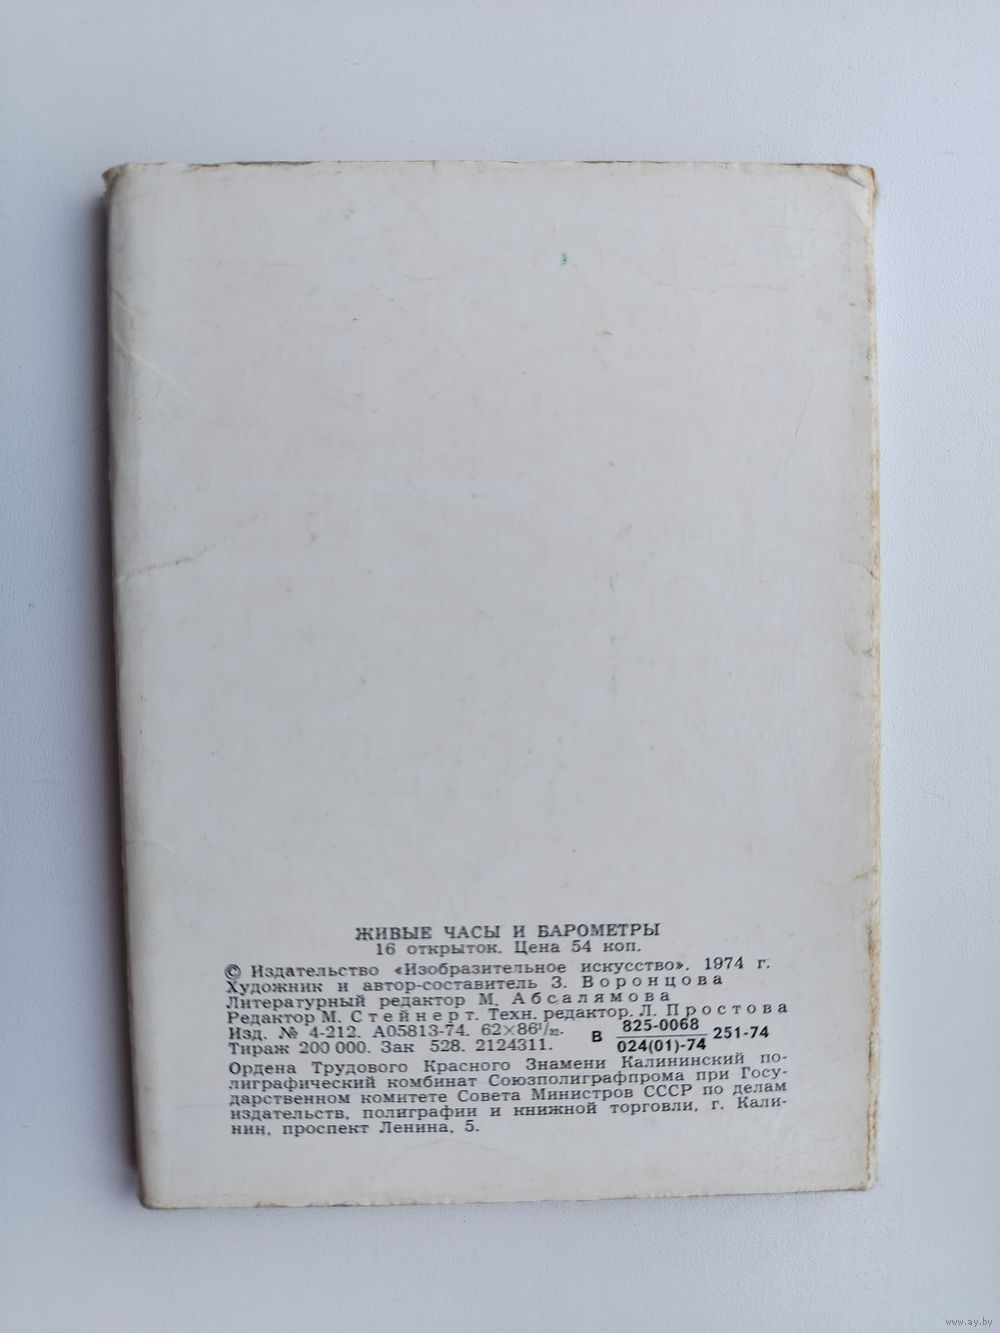 ЖИВЫЕ ЧАСЫ И БАРОМЕТРЫ
16 открыток. Цена 54 коп.
© Издательство «Изобразительное искусство». 1974 г.
Художник и автор-составитель З. Воронцова
Литературный редактор М. Абсалямова
Редактор М. Стейнерт. Техн. редактор. Л. Простова
Изд. № 4-212. А05813-74. 62×86¹/₃₂.
Тираж 200 000. Зак 528. 2124311.
В 825-0068 251-74
024(01)-74
Ордена Трудового Красного Знамени Калининский по-
лиграфический комбинат Союзполиграфпрома при Госу-
дарственном комитете Совета Министров СССР по делам
издательств, полиграфии и книжной торговли, г. Кали-
нин, проспект Ленина, 5.
www.ay.by